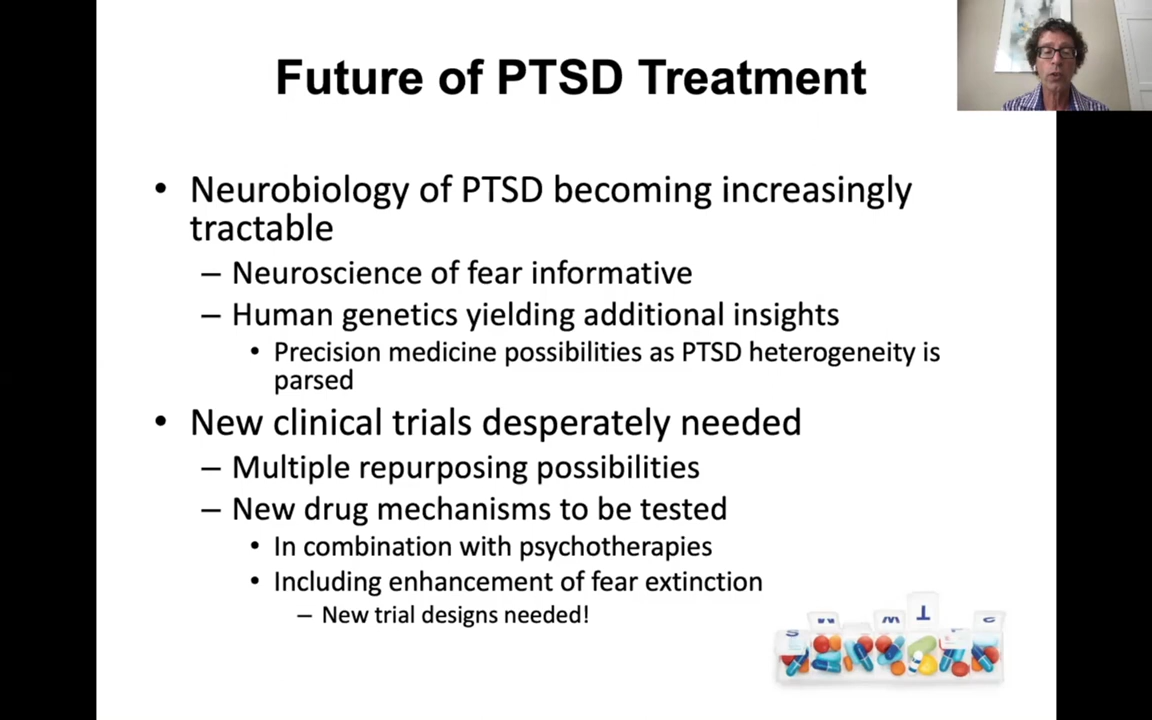 Future of PTSD Treatment
• Neurobiology of PTSD becoming increasingly
tractable
– Neuroscience of fear informative
– Human genetics yielding additional insights
• Precision medicine possibilities as PTSD heterogeneity is
parsed
• New clinical trials desperately needed
– Multiple repurposing possibilities
– New drug mechanisms to be tested
• In combination with psychotherapies
• Including enhancement of fear extinction
– New trial designs needed!